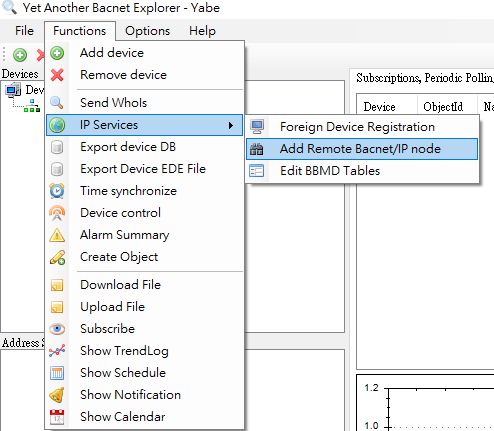 Yet Another Bacnet Explorer - Yabe
File Functions Options Help
Add device
Remove device
Send WhoIs
IP Services
Export device DB
Export Device EDE File
Time synchronize
Device control
Alarm Summary
Create Object
Download File
Upload File
Subscribe
Show TrendLog
Show Schedule
Show Notification
Show Calendar
Foreign Device Registration
Add Remote Bacnet/IP node
Edit BBMD Tables
Devices
Dev
Address S
Subscriptions, Periodic Polling
Device ObjectId Na
1.2
1.0